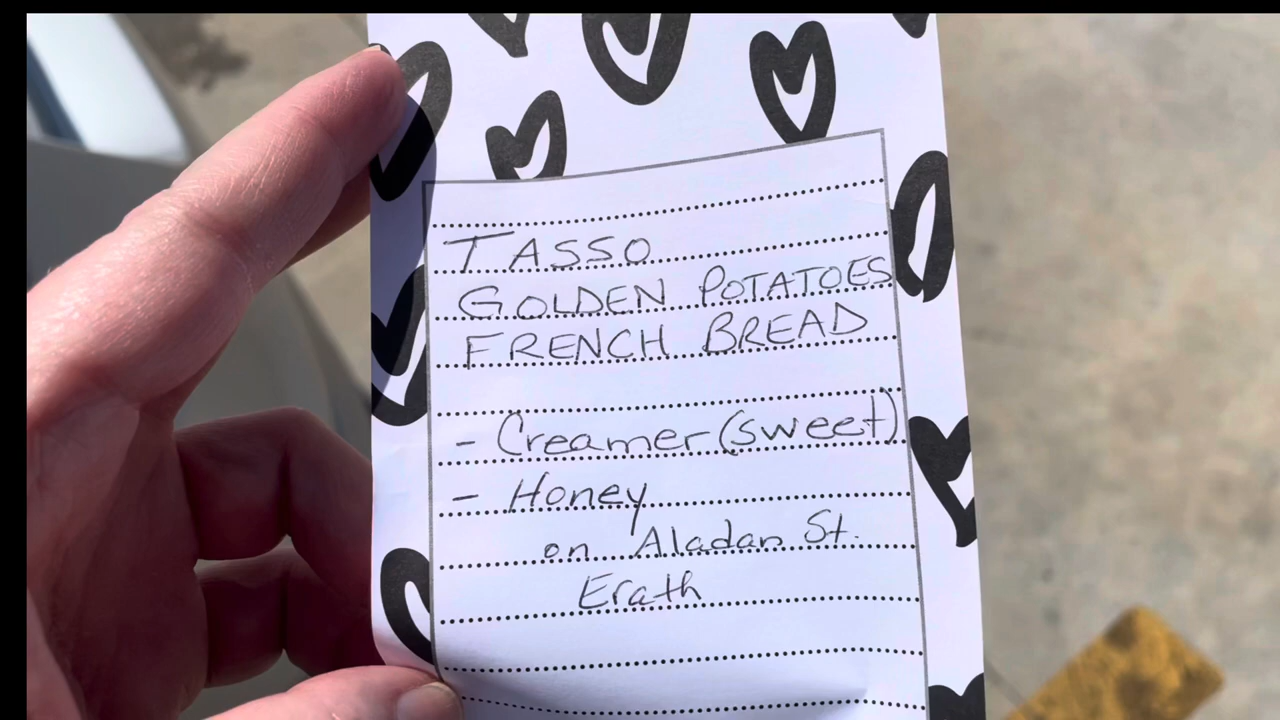 TASSO
GOLDEN POTATOES
FRENCH BREAD
- Creamer (sweet)
- Honey
on Aladan St.
Erath